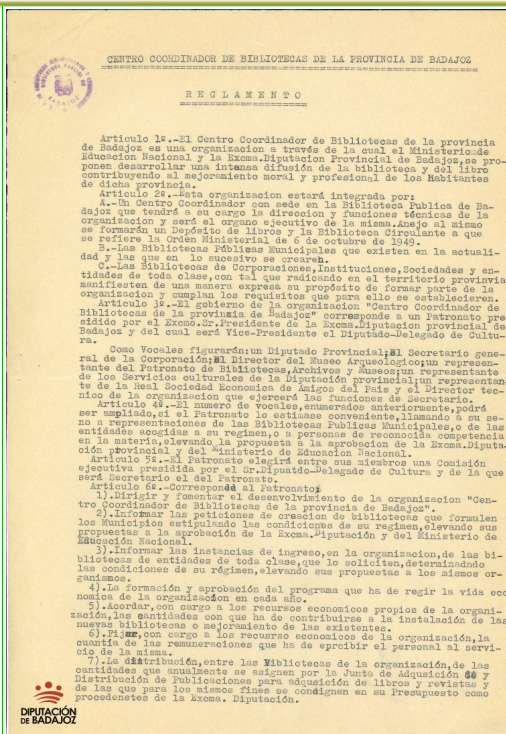 CENTRO COORDINADOR DE BIBLIOTECAS DE LA PROVINCIA DE BADAJOZ
R E G L A M E N T O
Articulo 1º.-El Centro Coordinador de Bibliotecas de la provincia
de Badajoz es una organizacion a través de la cual el Ministerio de
Educacion Nacional y la Excma.Diputacion Provincial de Badajoz,se pro-
ponen desarrollar una intensa difusión de la biblioteca y del libro
contribuyendo al mejoramiento moral y profesional de los Habitantes
de dicha provincia.
Articulo 2º.-Esta organizacion estará integrada por:
A.-Un Centro Coordinador con sede en la Biblioteca Publica de Ba-
dajoz que tendrá a su cargo la direcion y funciones técnicas de la
organizacion y será el organo ejecutivo de la misma.Anejo al mismo
se formarán un Depósito de libros y la Biblioteca Circulante a que
se refiere la Orden Ministerial de 6 de octubre de 1949.
B.-Las Bibliotecas Públicas Municipales que existen en la actuali-
dad y las que en lo sucesivo se crearen.
C.-Las Bibliotecas de Corporaciones,Instituciones,Sociedades y en-
tidades de toda clase,con tal que radicando en el territorio provinvia
manifiesten de una manera expresa su propósito de formar parte de la
organizacion y cumplan los requisitos que para ello se establecieren.
Articulo 3º.-El gobierno de la organizacion "Centro Coordinador de
Bibliotecas de la provincia de Badajoz" corresponde a un Patronato pre
sidido por el Excmo.Sr.Presidente de la Excma.Diputacion provincial de
Badajoz y del cual será Vice-Presidente el Diputado-Delegado de Cultu-
ra.
Como Vocales figurarán:un Diputado Provincial;El Secretario gene-
ral de la Corporación;El Director del Museo Arqueologico;un represen-
tante del Patronato de Bibliotecas,Archivos y Museos;un representante
de los Servicios culturales de la Diputación provincial;un representan
te de la Real Sociedad Economica de Amigos del Pais y el Director tec-
nico de la organizacion que ejercerá las funciones de Secretario.
Articulo 4º.-El numero de vocales,enumerados anteriormente,podrá
ser ampliado,si el Patronato lo estimase conveniente,llamando a su se-
no a representaciones de las Bibliotecas Publicas Municipales,o de las
entidades acogidas a su regimen,o a personas de reconocida competencia
en la materia,elevando la propuesta a la aprobacion de la Excma.Diputa
ción provincial y del Ministerio de Educacion Nacional.
Articulo 5º.-El Patronato elegirá entre sus miembros una Comisión
ejecutiva presidida por el Sr.Dipuatdo-Delegado de Cultura y de la que
será Secretario el del Patronato.
Articulo 6º.-Corresponde al Patronato:
1).Dirigir y fomentar el desenvolvimiento de la organizacion "Cen-
tro Coordinador de Bibliotecas de la provincia de Badajoz".
2).Informar las peticiones de creacion de bibliotecas que formulen
los Municipios estipulando las condiciones de su regimen,elevando sus
propuestas a la aprobacion de la Excma.Diputación y del Ministerio de
Educación Nacional.
3).Informar las instancias de ingreso,en la organizacion,de las bi-
bliotecas de entidades de toda clase,que lo soliciten,determinadndo
las condiciones de su régimen,elevando sus propuestas a los mismos or-
ganismos.
4).La formación y aprobación del programa que ha de regir la vida eco
nomica de la organizacion en cada año.
5).Acordar,con cargo a los recursos economicos propios de la organi-
zación,las cantidades con que ha de contribuirse a la instalación de las
nuevas bibliotecas o mejoramiento de las existentes.
6).Fijar,con cargo a los recusrso economicos de la organización,la
cuantia de las remuneraciones que ha de eprcibir el personal al servi-
cio de la misma.
7).La distribución,entre las Bibliotecas de la organización,de las
cantidades que anualmente se asignen por la Junta de Adqusición de
Distribución de Publicaciones para adqusición de libros y revistas y
de las que para los mismos fines se condignen en su Presupuesto como
procedenetes de la Excma. Diputación.
DIPUTACIÓN
DE BADAJOZ